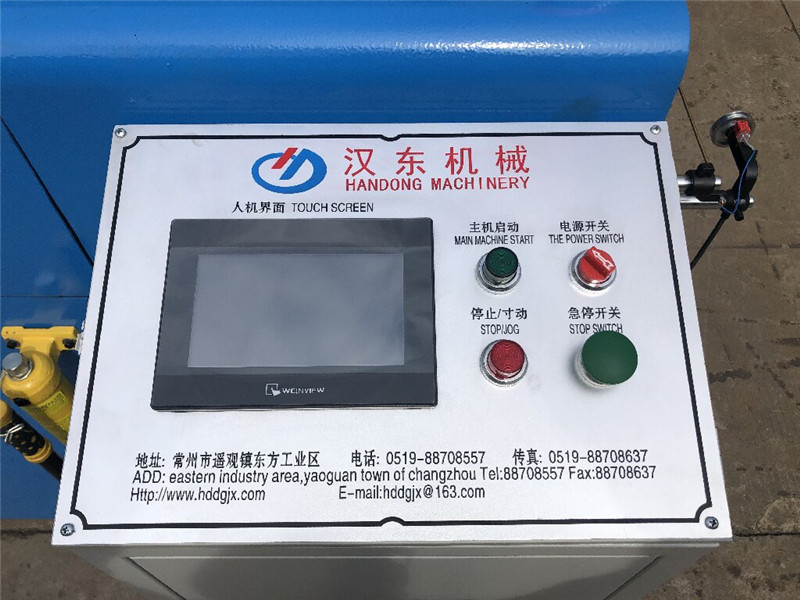 汉东机械
HANDONG MACHINERY
人机界面 TOUCH SCREEN
主机启动
MAIN MACHINE START
电源开关
THE POWER SWITCH
停止/寸动
STOP/JOG
急停开关
STOP SWITCH
WEINVIEW
地址: 常州市遥观镇东方工业区 电话: 0519-88708557 传真: 0519-88708637
ADD: eastern industry area,yaoguan town of changzhou Tel:88708557 Fax:88708637
Http://www.hddgjx.com E-mail:hddgjx@163.com